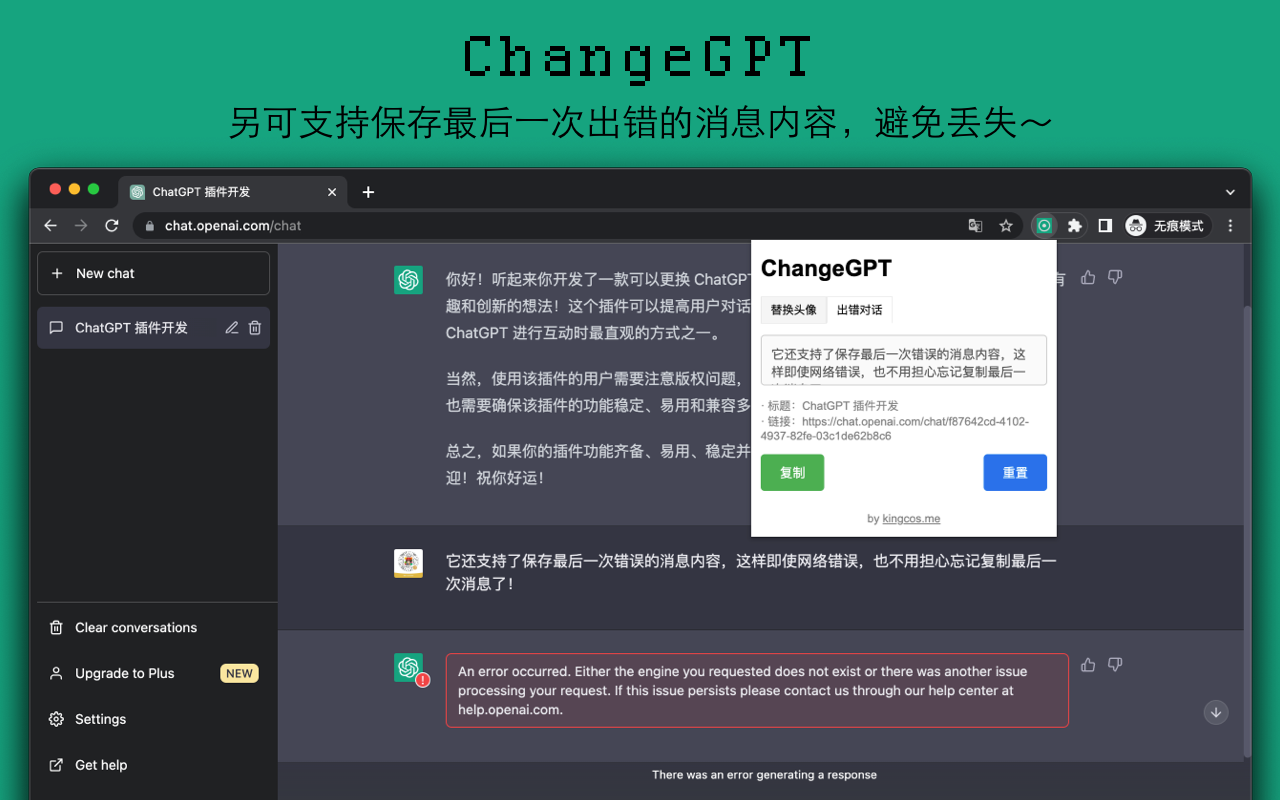 ChangeGPT
另可支持保存最后一次出错的消息内容，避免丢失～
ChatGPT 插件开发
chat.openai.com/chat
无痕模式
New chat
ChatGPT 插件开发
Clear conversations
Upgrade to Plus
NEW
Settings
Get help
你好！听起来你开发了一款可以更换 ChatGPT
有
趣和创新的想法！这个插件可以提高用户对话
ChatGPT 进行互动时最直观的方式之一。
当然，使用该插件的用户需要注意版权问题，
也需要确保该插件的功能稳定、易用和兼容多
总之，如果你的插件功能齐备、易用、稳定并
迎！祝你好运！
ChangeGPT
替换头像
出错对话
它还支持了保存最后一次错误的消息内容，这
样即使网络错误，也不用担心忘记复制最后一
- 标题：ChatGPT 插件开发
- 链接：https://chat.openai.com/chat/f87642cd-4102-
4937-82fe-03c1de62b8c6
复制
重置
by kingcos.me
它还支持了保存最后一次错误的消息内容，这样即使网络错误，也不用担心忘记复制最后一
次消息了！
An error occurred. Either the engine you requested does not exist or there was another issue
processing your request. If this issue persists please contact us through our help center at
help.openai.com.
There was an error generating a response